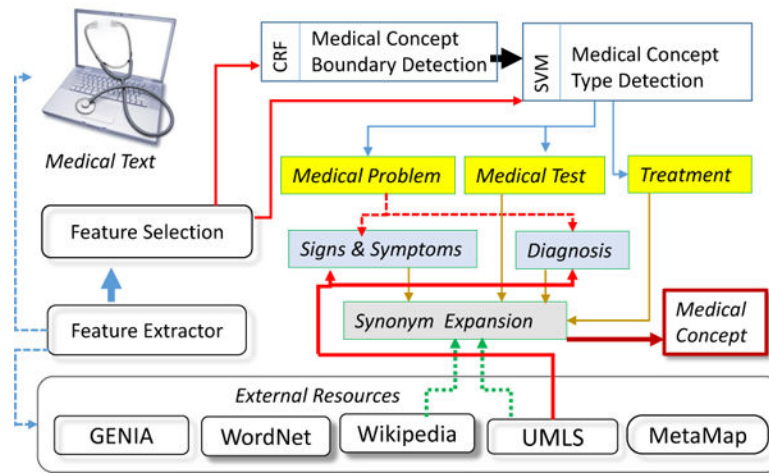 CRF
Medical Concept
Boundary Detection
SVM
Medical Concept
Type Detection
Medical Text
Medical Problem
Medical Test
Treatment
Feature Selection
Signs & Symptoms
Diagnosis
Feature Extractor
Synonym Expansion
Medical
Concept
External Resources
GENIA
WordNet
Wikipedia
UMLS
MetaMap